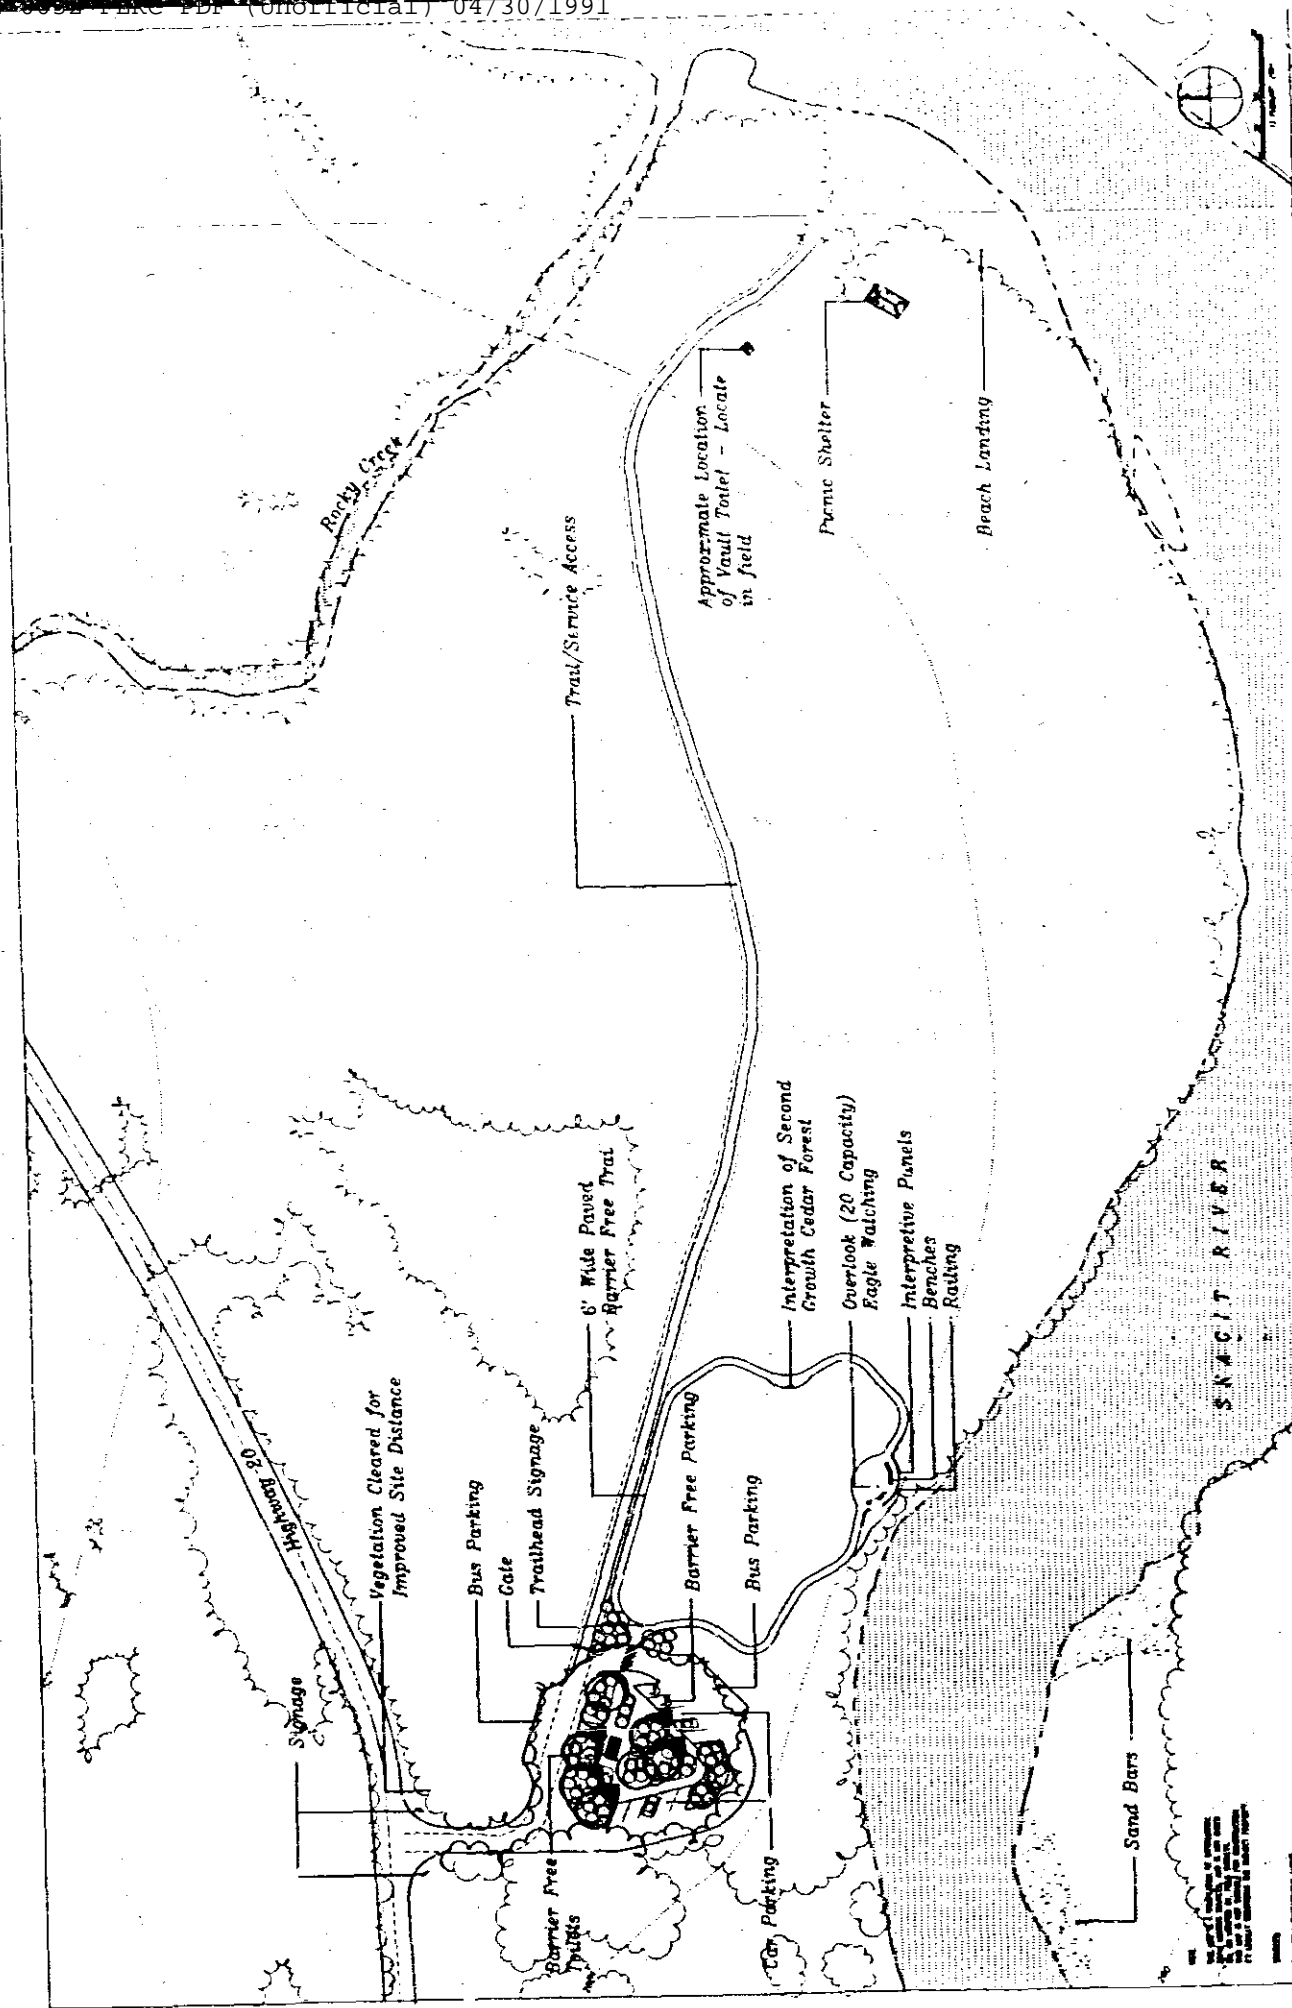 FERC PDF (Unofficial) 04/30/1991
Rocky Creek
Trail/Service Access
Approximate Location
of Vault Toilet - Locate
in field
Picnic Shelter
Beach Landing
Highway 20
Vegetation Cleared for
Improved Site Distance
Signage
Bus Parking
Gate
Trailhead Signage
6' Wide Paved
Barrier Free Trai
Interpretation of Second
Growth Cedar Forest
Overlook (20 Capacity)
Eagle Watching
Interpretive Panels
Benches
Railing
Barrier Free Parking
Bus Parking
Barrier Free
Toilets
Car Parking
Sand Bars
SKAGIT RIVER